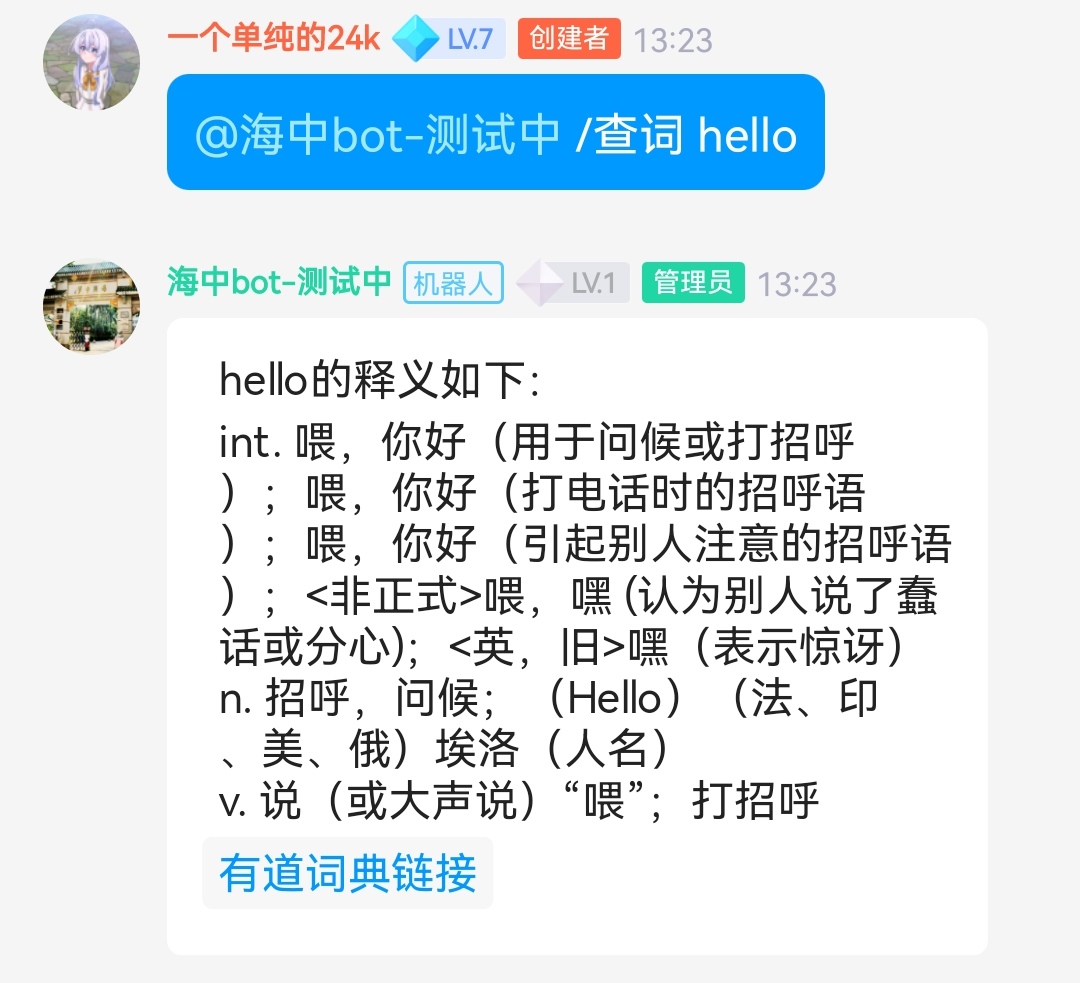 一个单纯的24k LV.7 创建者 13:23
@海中bot-测试中 /查词 hello
海中bot-测试中 机器人 LV.1 管理员 13:23
hello的释义如下：
int. 喂，你好（用于问候或打招呼
）；喂，你好（打电话时的招呼语
）；喂，你好（引起别人注意的招呼语
）；<非正式>喂，嘿 (认为别人说了蠢
话或分心)；<英，旧>嘿（表示惊讶）
n. 招呼，问候；（Hello）（法、印
、美、俄）埃洛（人名）
v. 说（或大声说）“喂”；打招呼
有道词典链接